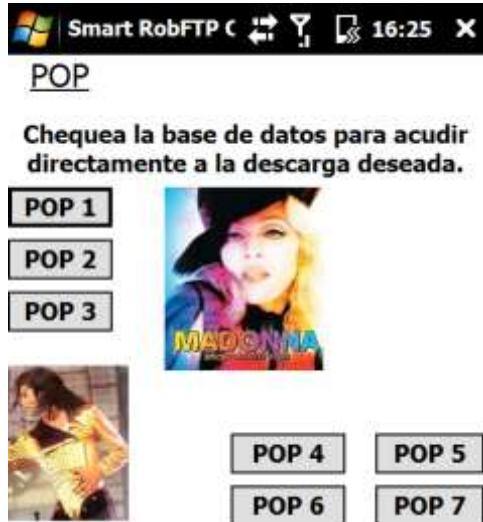 Smart RobFTP C 16:25
POP
Chequea la base de datos para acudir
directamente a la descarga deseada.
POP 1
POP 2
POP 3
MADONNA
POP 4 POP 5
POP 6 POP 7